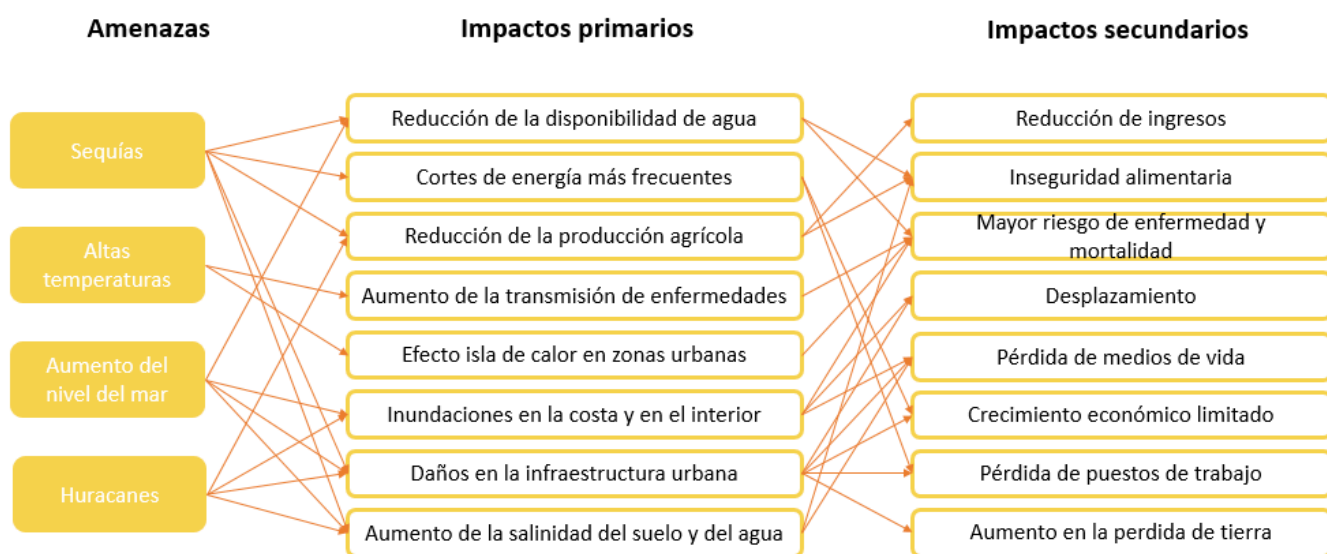 Amenazas
Impactos primarios
Impactos secundarios
Sequías
Altas
temperaturas
Aumento del
nivel del mar
Huracanes
Reducción de la disponibilidad de agua
Cortes de energía más frecuentes
Reducción de la producción agrícola
Aumento de la transmisión de enfermedades
Efecto isla de calor en zonas urbanas
Inundaciones en la costa y en el interior
Daños en la infraestructura urbana
Aumento de la salinidad del suelo y del agua
Reducción de ingresos
Inseguridad alimentaria
Mayor riesgo de enfermedad y
mortalidad
Desplazamiento
Pérdida de medios de vida
Crecimiento económico limitado
Pérdida de puestos de trabajo
Aumento en la perdida de tierra